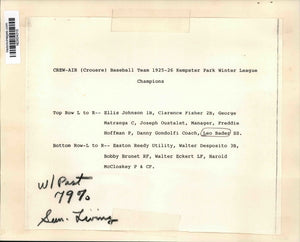 CREW-AIR (Crouere) Baseball Team 1925-26 Kempster Park Winter League
Champions
Top Row L to R-- Ellis Johnson 1B, Clarence Fisher 2B, George
Matranga C, Joseph Oustalet, Manager, Freddie
Hoffman P, Danny Gondolfi Coach, Leo Bader SS.
Bottom Row-L to R-- Easton Reedy Utility, Walter Desposito 3B,
Bobby Brunet RF, Walter Eckert LF, Harold
McCloskey P & CF.
W/Past
79%
Sun. Living